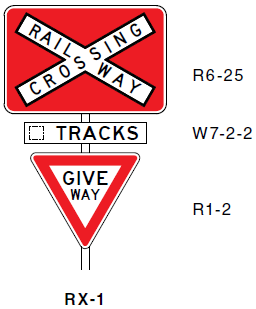 RAILWAY
CROSSING
R6-25
TRACKS
W7-2-2
GIVE
WAY
R1-2
RX-1